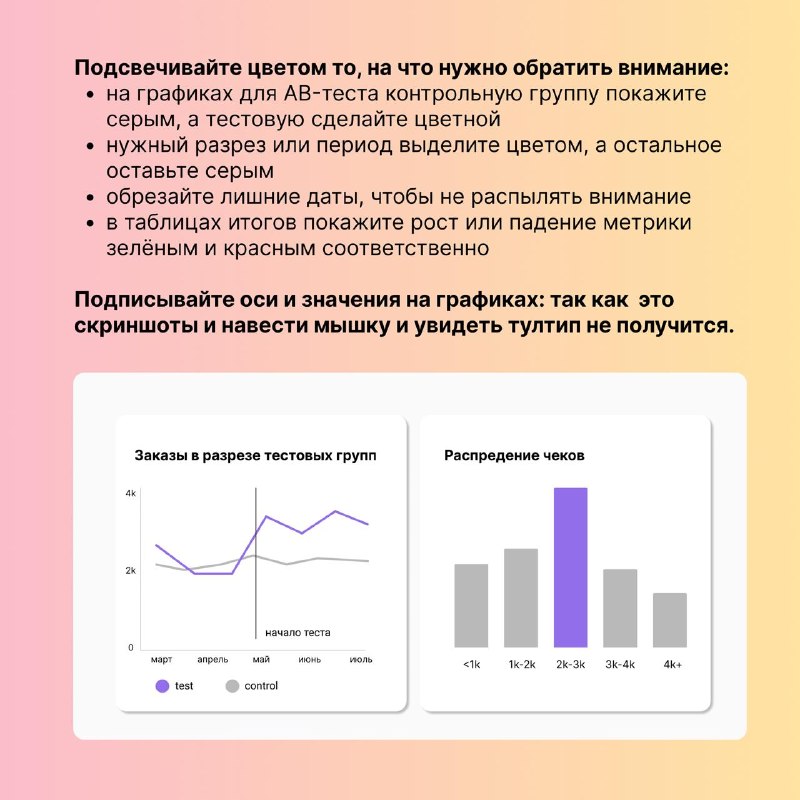 Подсвечивайте цветом то, на что нужно обратить внимание:
• на графиках для АВ-теста контрольную группу покажите
серым, а тестовую сделайте цветной
• нужный разрез или период выделите цветом, а остальное
оставьте серым
• обрезайте лишние даты, чтобы не распылять внимание
• в таблицах итогов покажите рост или падение метрики
зелёным и красным соответственно
Подписывайте оси и значения на графиках: так как это
скриншоты и навести мышку и увидеть тултип не получится.
Заказы в разрезе тестовых групп
4k
2k
0
начало теста
март апрель май июнь июль
test control
Распредение чеков
<1k 1k-2k 2k-3k 3k-4k 4k+